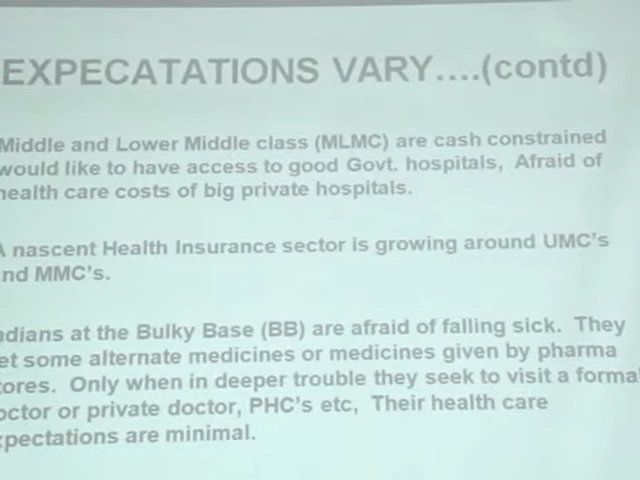 EXPECATATIONS VARY....(contd)
Middle and Lower Middle class (MLMC) are cash constrained
would like to have access to good Govt. hospitals, Afraid of
health care costs of big private hospitals.
A nascent Health Insurance sector is growing around UMC's
nd MMC's.
ndians at the Bulky Base (BB) are afraid of falling sick. They
et some alternate medicines or medicines given by pharma
tores. Only when in deeper trouble they seek to visit a formal
octor or private doctor, PHC's etc, Their health care
xpectations are minimal.